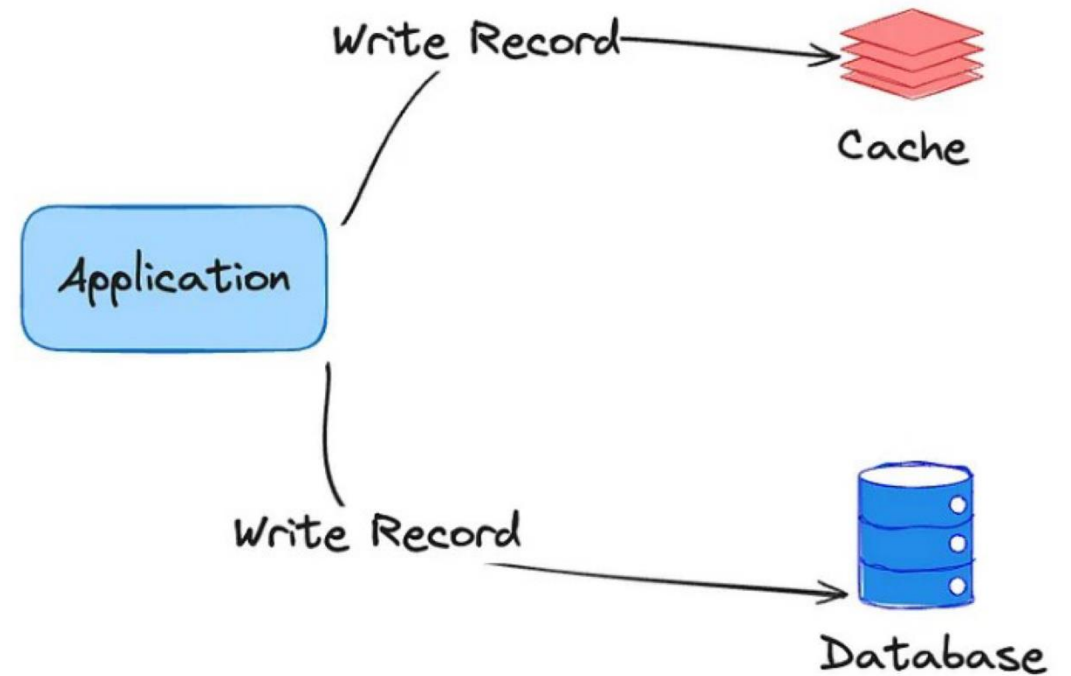 Write Record
Cache
Application
Write Record
Database